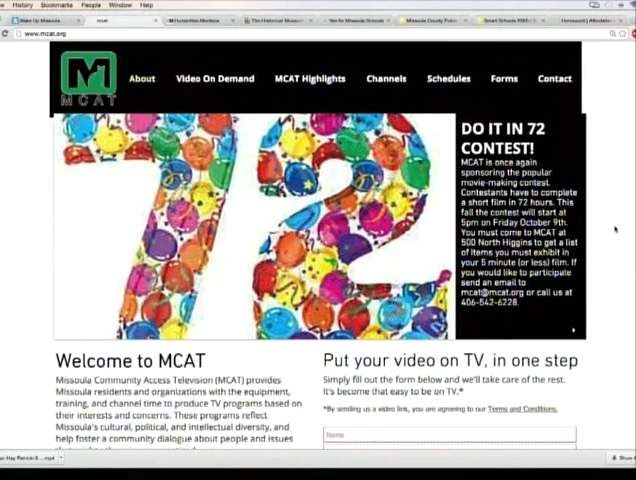 History Bookmarks People Window Help
mcat
www.mcat.org
MCAT
About Video On Demand MCAT Highlights Channels Schedules Forms Contact
72
DO IT IN 72
CONTEST!
MCAT is once again
sponsoring the popular
movie-making contest.
Contestants have to complete
a short film in 72 hours. This
fall the contest will start at
5pm on Friday October 9th.
You must come to MCAT at
500 North Higgins to get a list
of items you must exhibit in
your 5 minute (or less) film. If
you would like to participate
send an email to
mcat@mcat.org or call us at
406-542-6228.
Welcome to MCAT
Missoula Community Access Television (MCAT) provides
Missoula residents and organizations with the equipment,
training, and channel time to produce TV programs based on
their interests and concerns. These programs reflect
Missoula's cultural, political, and intellectual diversity, and
help foster a community dialogue about people and issues
Put your video on TV, in one step
Simply fill out the form below and we'll take care of the rest.
It's become that easy to be on TV.*
*By sending us a video link, you are agreeing to our Terms and Conditions.
Name